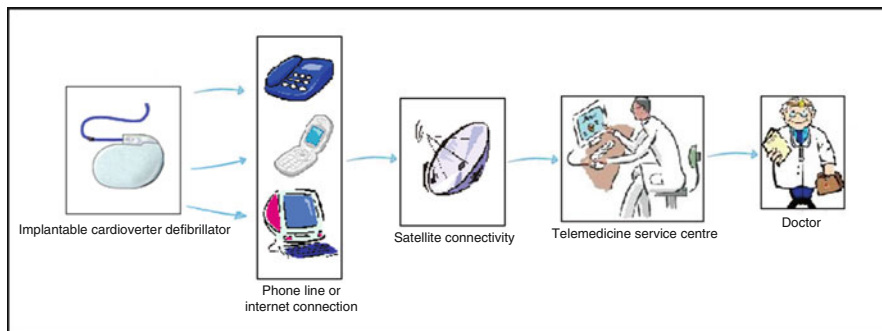 Implantable cardioverter defibrillator
Phone line or
internet connection
Satellite connectivity
Telemedicine service centre
Doctor